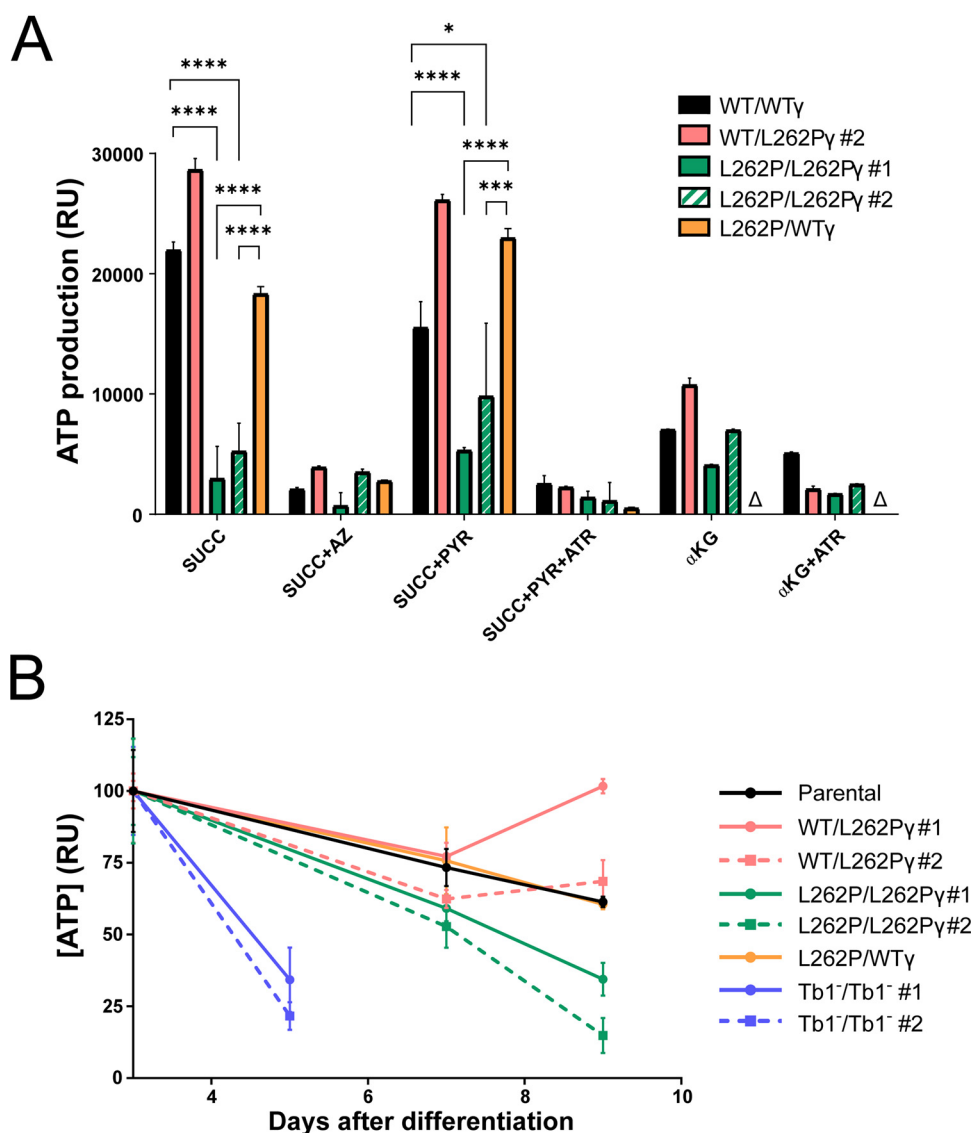 A
ATP production (RU)
30000
20000
10000
0
****
****
****
****
*
****
****
***
WT/WTγ
WT/L262Pγ #2
L262P/L262Pγ #1
L262P/L262Pγ #2
L262P/WTγ
Δ
Δ
SUCC
SUCC+AZ
SUCC+PYR
SUCC+PYR+ATR
αKG
αKG+ATR
B
[ATP] (RU)
125
100
75
50
25
0
4
6
8
10
Days after differentiation
Parental
WT/L262Pγ #1
WT/L262Pγ #2
L262P/L262Pγ #1
L262P/L262Pγ #2
L262P/WTγ
Tb1⁻/Tb1⁻ #1
Tb1⁻/Tb1⁻ #2